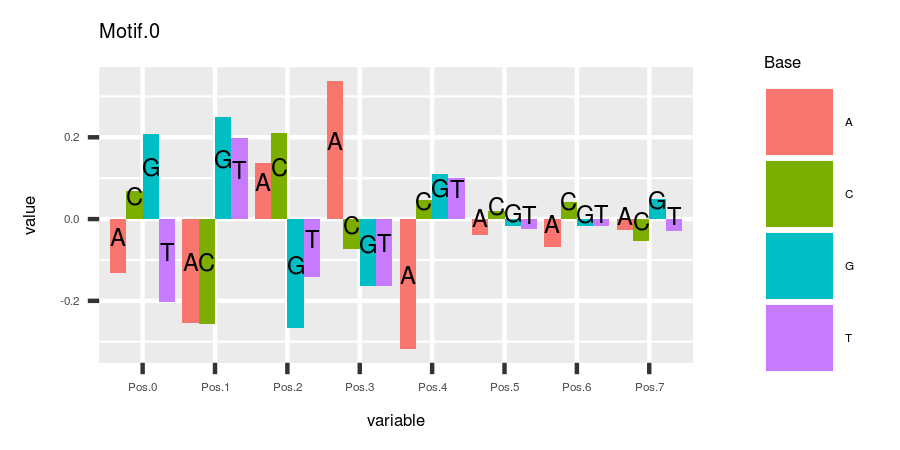 Motif.0
value
0.2
0.0
-0.2
A C G T
A C G T
A C G T
A C G T
A C G T
A C G T
A C G T
A C G T
Pos.0 Pos.1 Pos.2 Pos.3 Pos.4 Pos.5 Pos.6 Pos.7
variable
Base
A
C
G
T